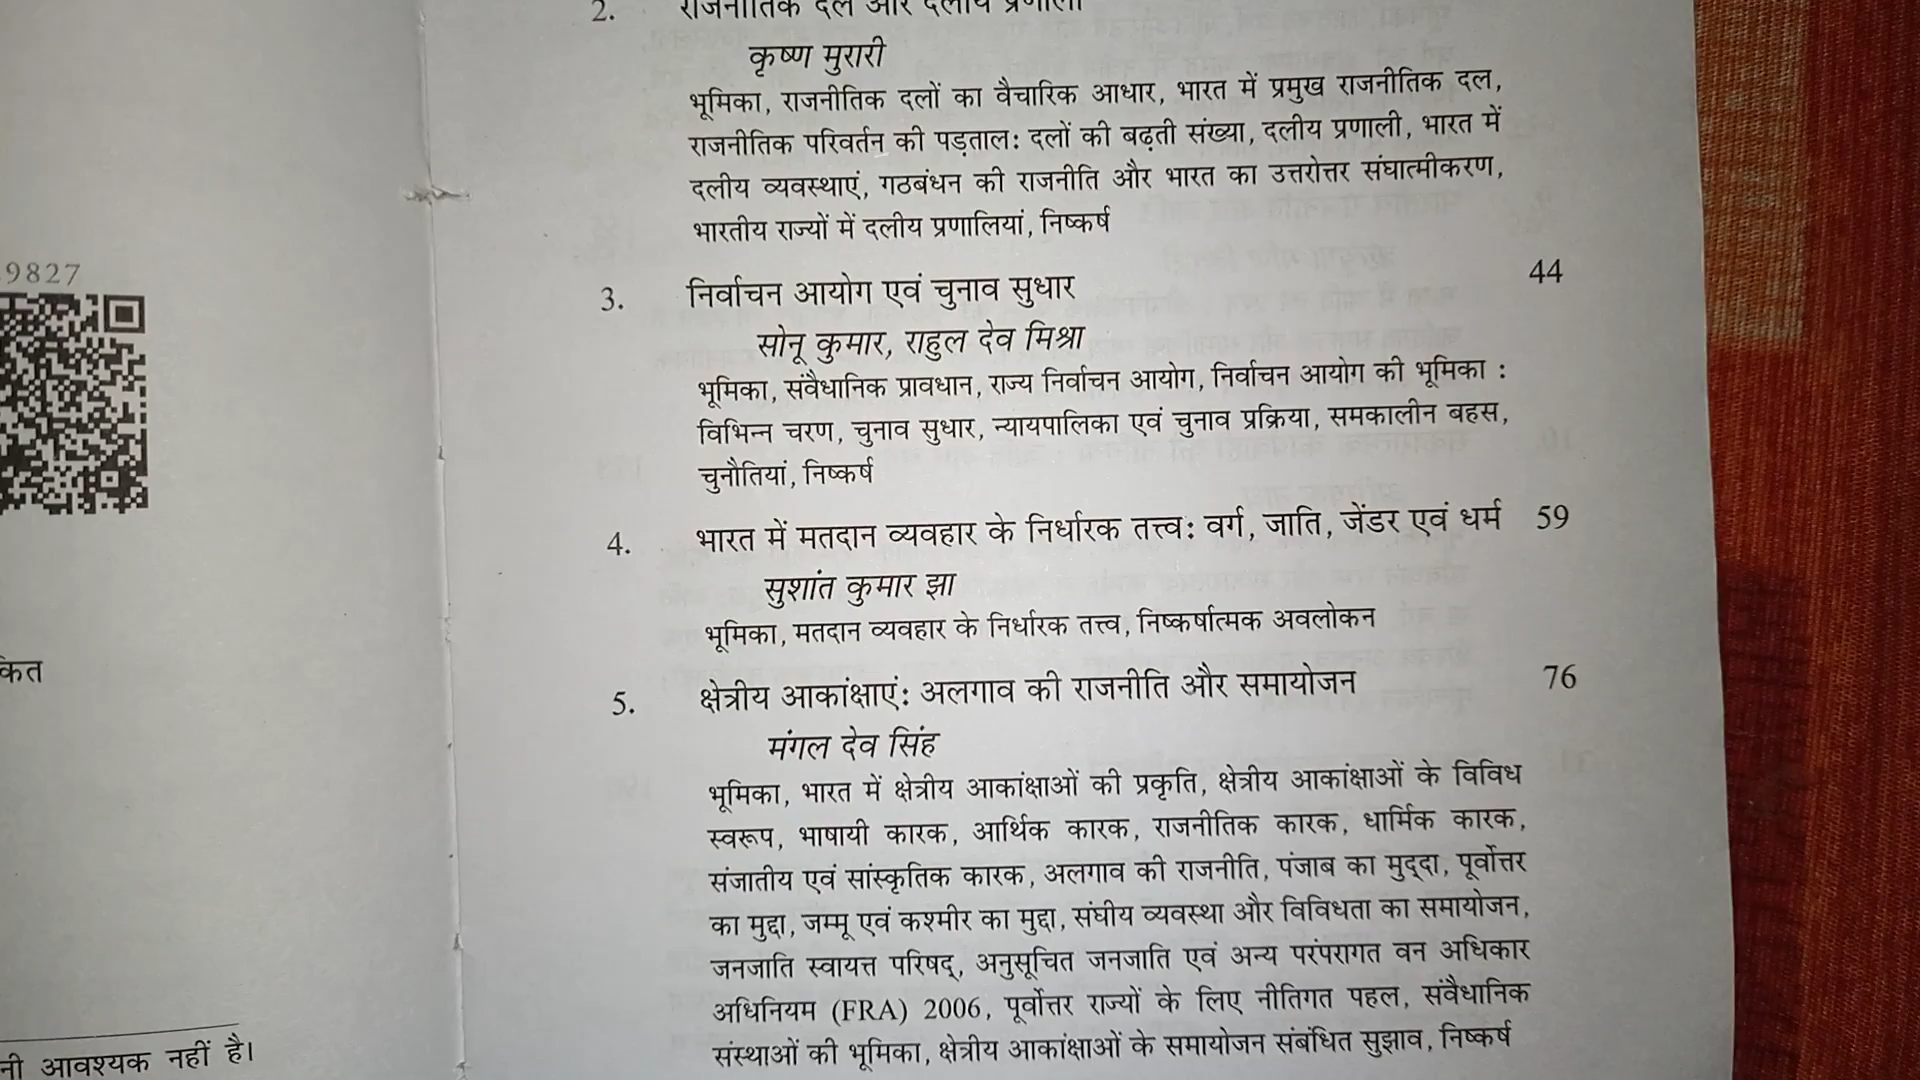 9827
कित
नी आवश्यक नहीं है।
2. राजनीतिक दल और दलीय प्रणाली
कृष्ण मुरारी
भूमिका, राजनीतिक दलों का वैचारिक आधार, भारत में प्रमुख राजनीतिक दल,
राजनीतिक परिवर्तन की पड़ताल: दलों की बढ़ती संख्या, दलीय प्रणाली, भारत में
दलीय व्यवस्थाएं, गठबंधन की राजनीति और भारत का उत्तरोत्तर संघात्मीकरण,
भारतीय राज्यों में दलीय प्रणालियां, निष्कर्ष
3. निर्वाचन आयोग एवं चुनाव सुधार 44
सोनू कुमार, राहुल देव मिश्रा
भूमिका, संवैधानिक प्रावधान, राज्य निर्वाचन आयोग, निर्वाचन आयोग की भूमिका :
विभिन्न चरण, चुनाव सुधार, न्यायपालिका एवं चुनाव प्रक्रिया, समकालीन बहस,
चुनौतियां, निष्कर्ष
4. भारत में मतदान व्यवहार के निर्धारक तत्त्व: वर्ग, जाति, जेंडर एवं धर्म 59
सुशांत कुमार झा
भूमिका, मतदान व्यवहार के निर्धारक तत्त्व, निष्कर्षात्मक अवलोकन
5. क्षेत्रीय आकांक्षाएं: अलगाव की राजनीति और समायोजन 76
मंगल देव सिंह
भूमिका, भारत में क्षेत्रीय आकांक्षाओं की प्रकृति, क्षेत्रीय आकांक्षाओं के विविध
स्वरूप, भाषायी कारक, आर्थिक कारक, राजनीतिक कारक, धार्मिक कारक,
संजातीय एवं सांस्कृतिक कारक, अलगाव की राजनीति, पंजाब का मुद्दा, पूर्वोत्तर
का मुद्दा, जम्मू एवं कश्मीर का मुद्दा, संघीय व्यवस्था और विविधता का समायोजन,
जनजाति स्वायत्त परिषद्, अनुसूचित जनजाति एवं अन्य परंपरागत वन अधिकार
अधिनियम (FRA) 2006, पूर्वोत्तर राज्यों के लिए नीतिगत पहल, संवैधानिक
संस्थाओं की भूमिका, क्षेत्रीय आकांक्षाओं के समायोजन संबंधित सुझाव, निष्कर्ष